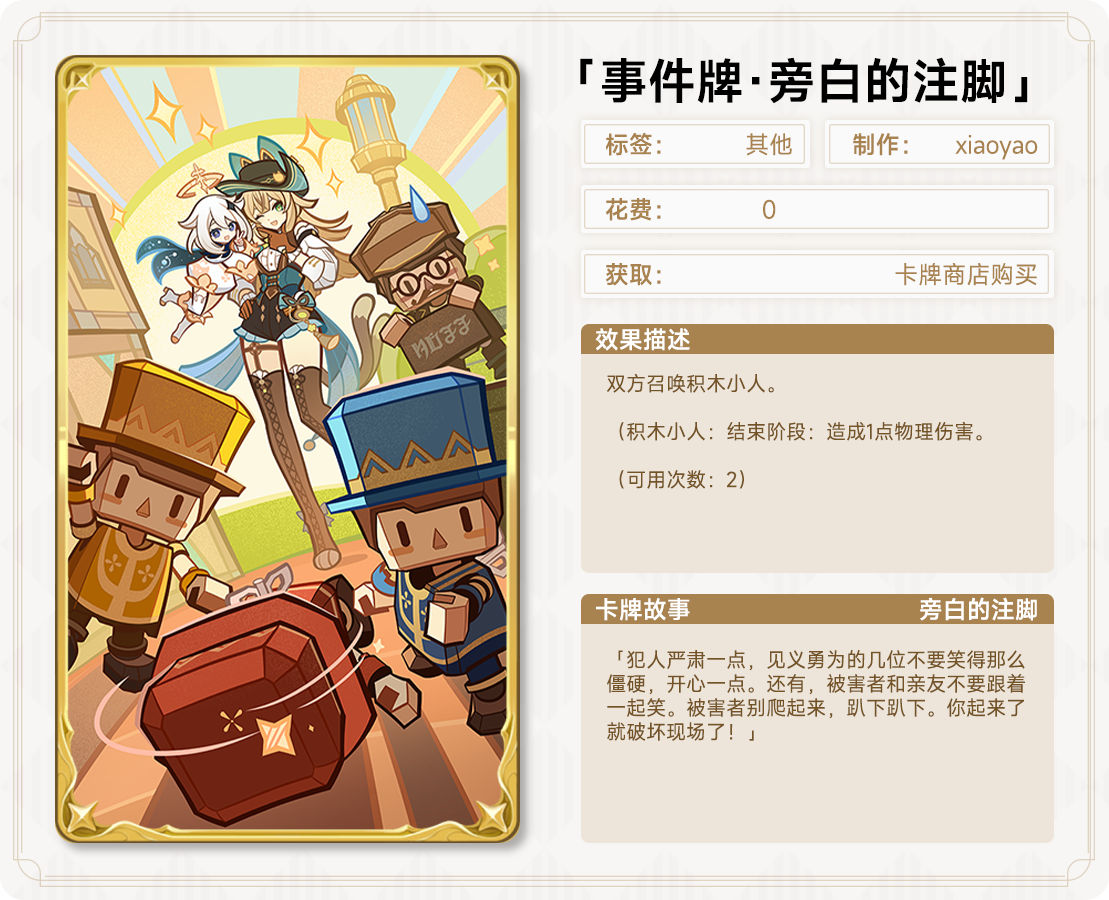 「事件牌·旁白的注脚」
标签： 其他
制作： xiaoyao
花费： 0
获取： 卡牌商店购买
效果描述
双方召唤积木小人。
（积木小人：结束阶段：造成1点物理伤害。
（可用次数：2）
卡牌故事 旁白的注脚
「犯人严肃一点，见义勇为的几位不要笑得那么
僵硬，开心一点。还有，被害者和亲友不要跟着
一起笑。被害者别爬起来，趴下趴下。你起来了
就破坏现场了！」